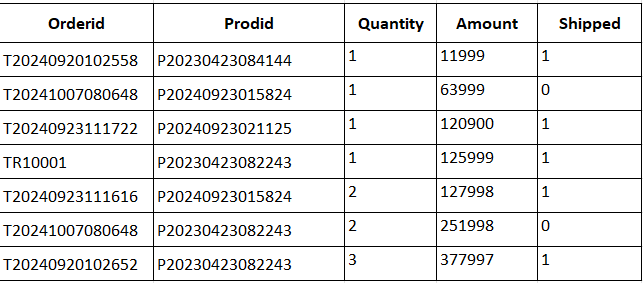 Orderid Prodid Quantity Amount Shipped
T20240920102558 P20230423084144 1 11999 1
T20241007080648 P20240923015824 1 63999 0
T20240923111722 P20240923021125 1 120900 1
TR10001 P20230423082243 1 125999 1
T20240923111616 P20240923015824 2 127998 1
T20241007080648 P20230423082243 2 251998 0
T20240920102652 P20230423082243 3 377997 1